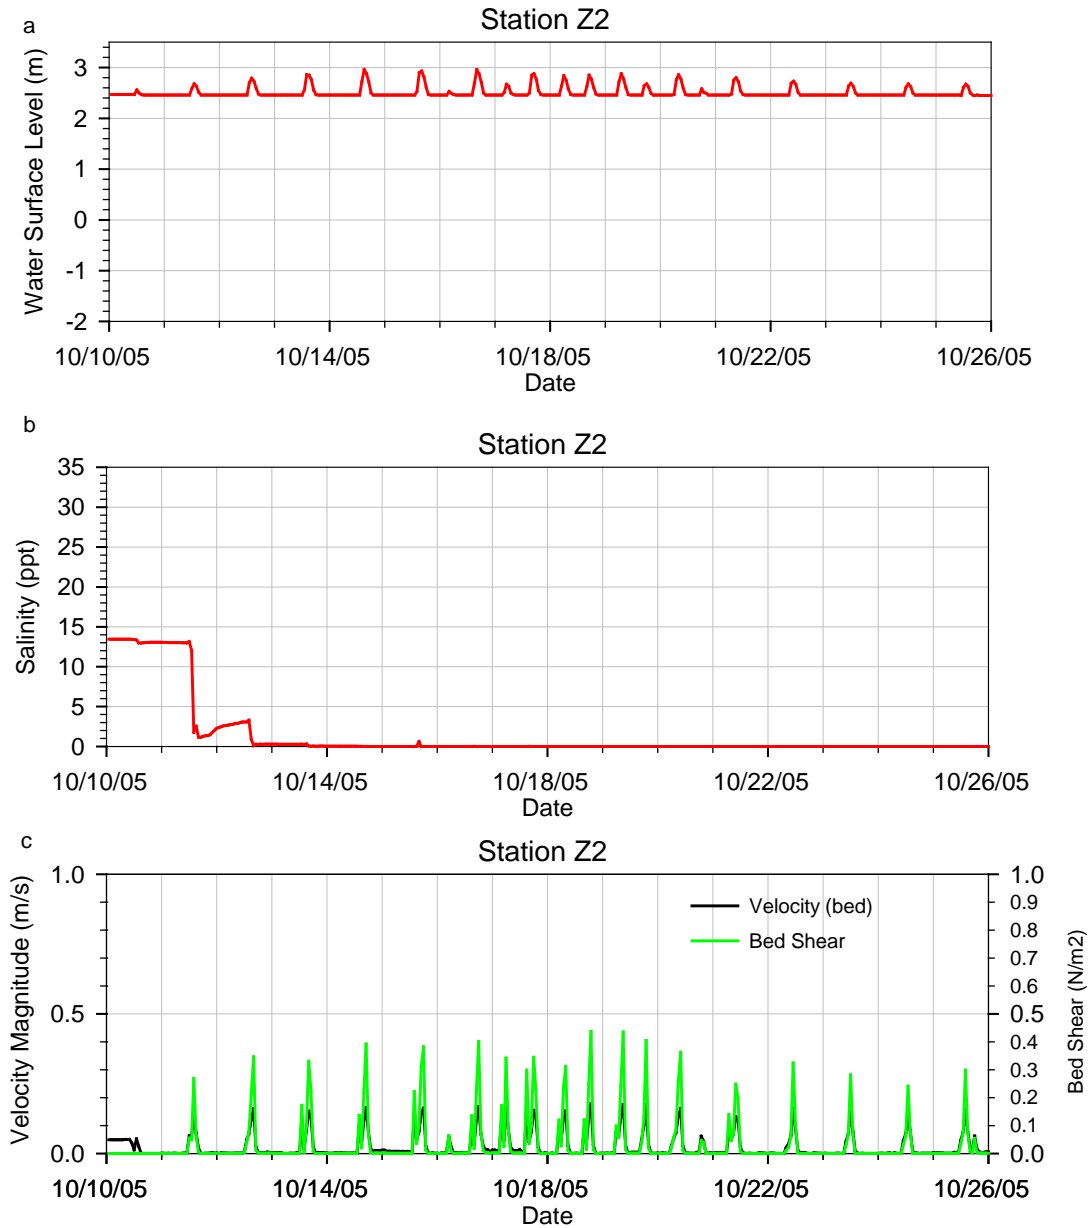 a
Station Z2
Water Surface Level (m)
3
2
1
0
-1
-2
10/10/05 10/14/05 10/18/05 10/22/05 10/26/05
Date
b
Station Z2
Salinity (ppt)
35
30
25
20
15
10
5
0
10/10/05 10/14/05 10/18/05 10/22/05 10/26/05
Date
c
Station Z2
Velocity Magnitude (m/s)
1.0
0.5
0.0
Velocity (bed)
Bed Shear
1.0
0.9
0.8
0.7
0.6
0.5
0.4
0.3
0.2
0.1
0.0
Bed Shear (N/m2)
10/10/05 10/14/05 10/18/05 10/22/05 10/26/05
Date